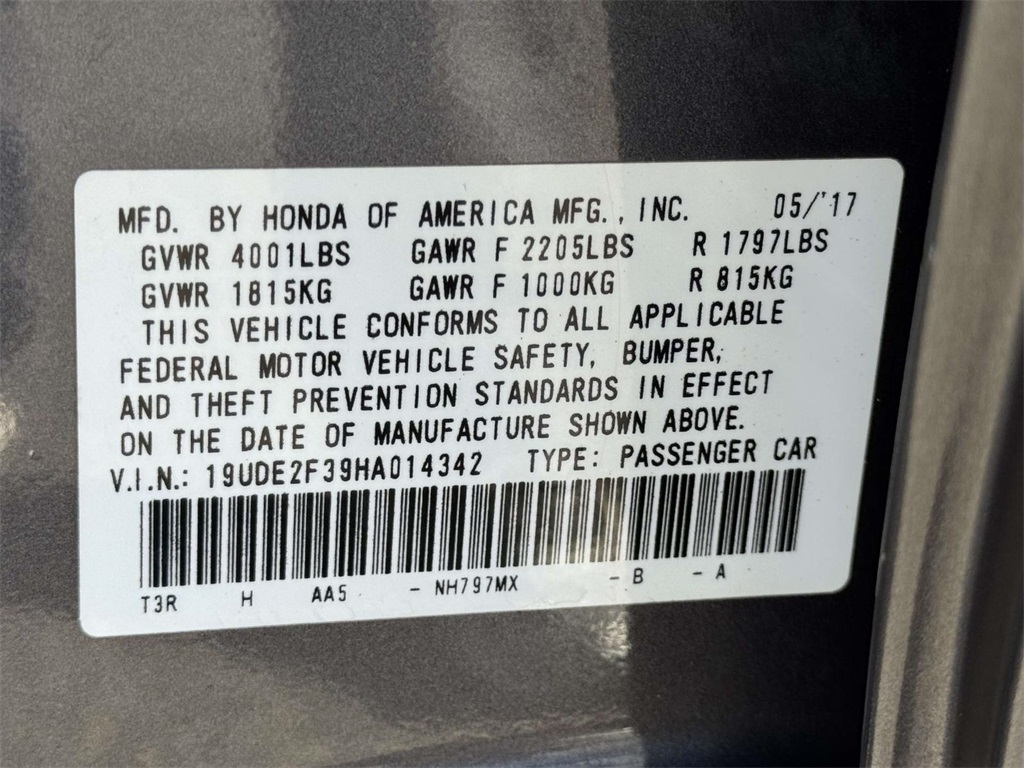 MFD. BY HONDA OF AMERICA MFG., INC. 05/'17
GVWR 4001LBS GAWR F 2205LBS R 1797LBS
GVWR 1815KG GAWR F 1000KG R 815KG
THIS VEHICLE CONFORMS TO ALL APPLICABLE
FEDERAL MOTOR VEHICLE SAFETY, BUMPER,
AND THEFT PREVENTION STANDARDS IN EFFECT
ON THE DATE OF MANUFACTURE SHOWN ABOVE.
V.I.N.: 19UDE2F39HA014342 TYPE: PASSENGER CAR
T3R H AA5 - NH797MX - B - A